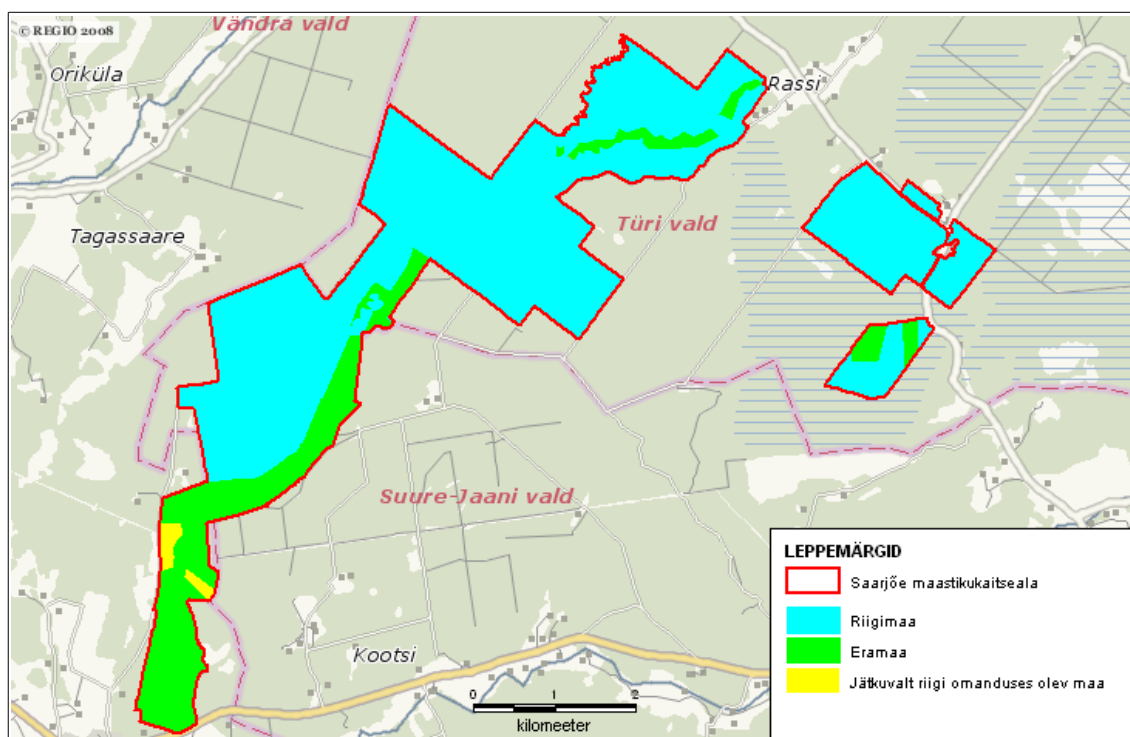 © REGIO 2008
Vändra vald
Oriküla
Rassi
Türi vald
Tagassaare
Suure-Jaani vald
Kootsi
0 1 2
kilomeeter
LEPPEMÄRGID
Saarjõe maastikukaitseala
Riigimaa
Eramaa
Jätkuvalt riigi omanduses olev maa